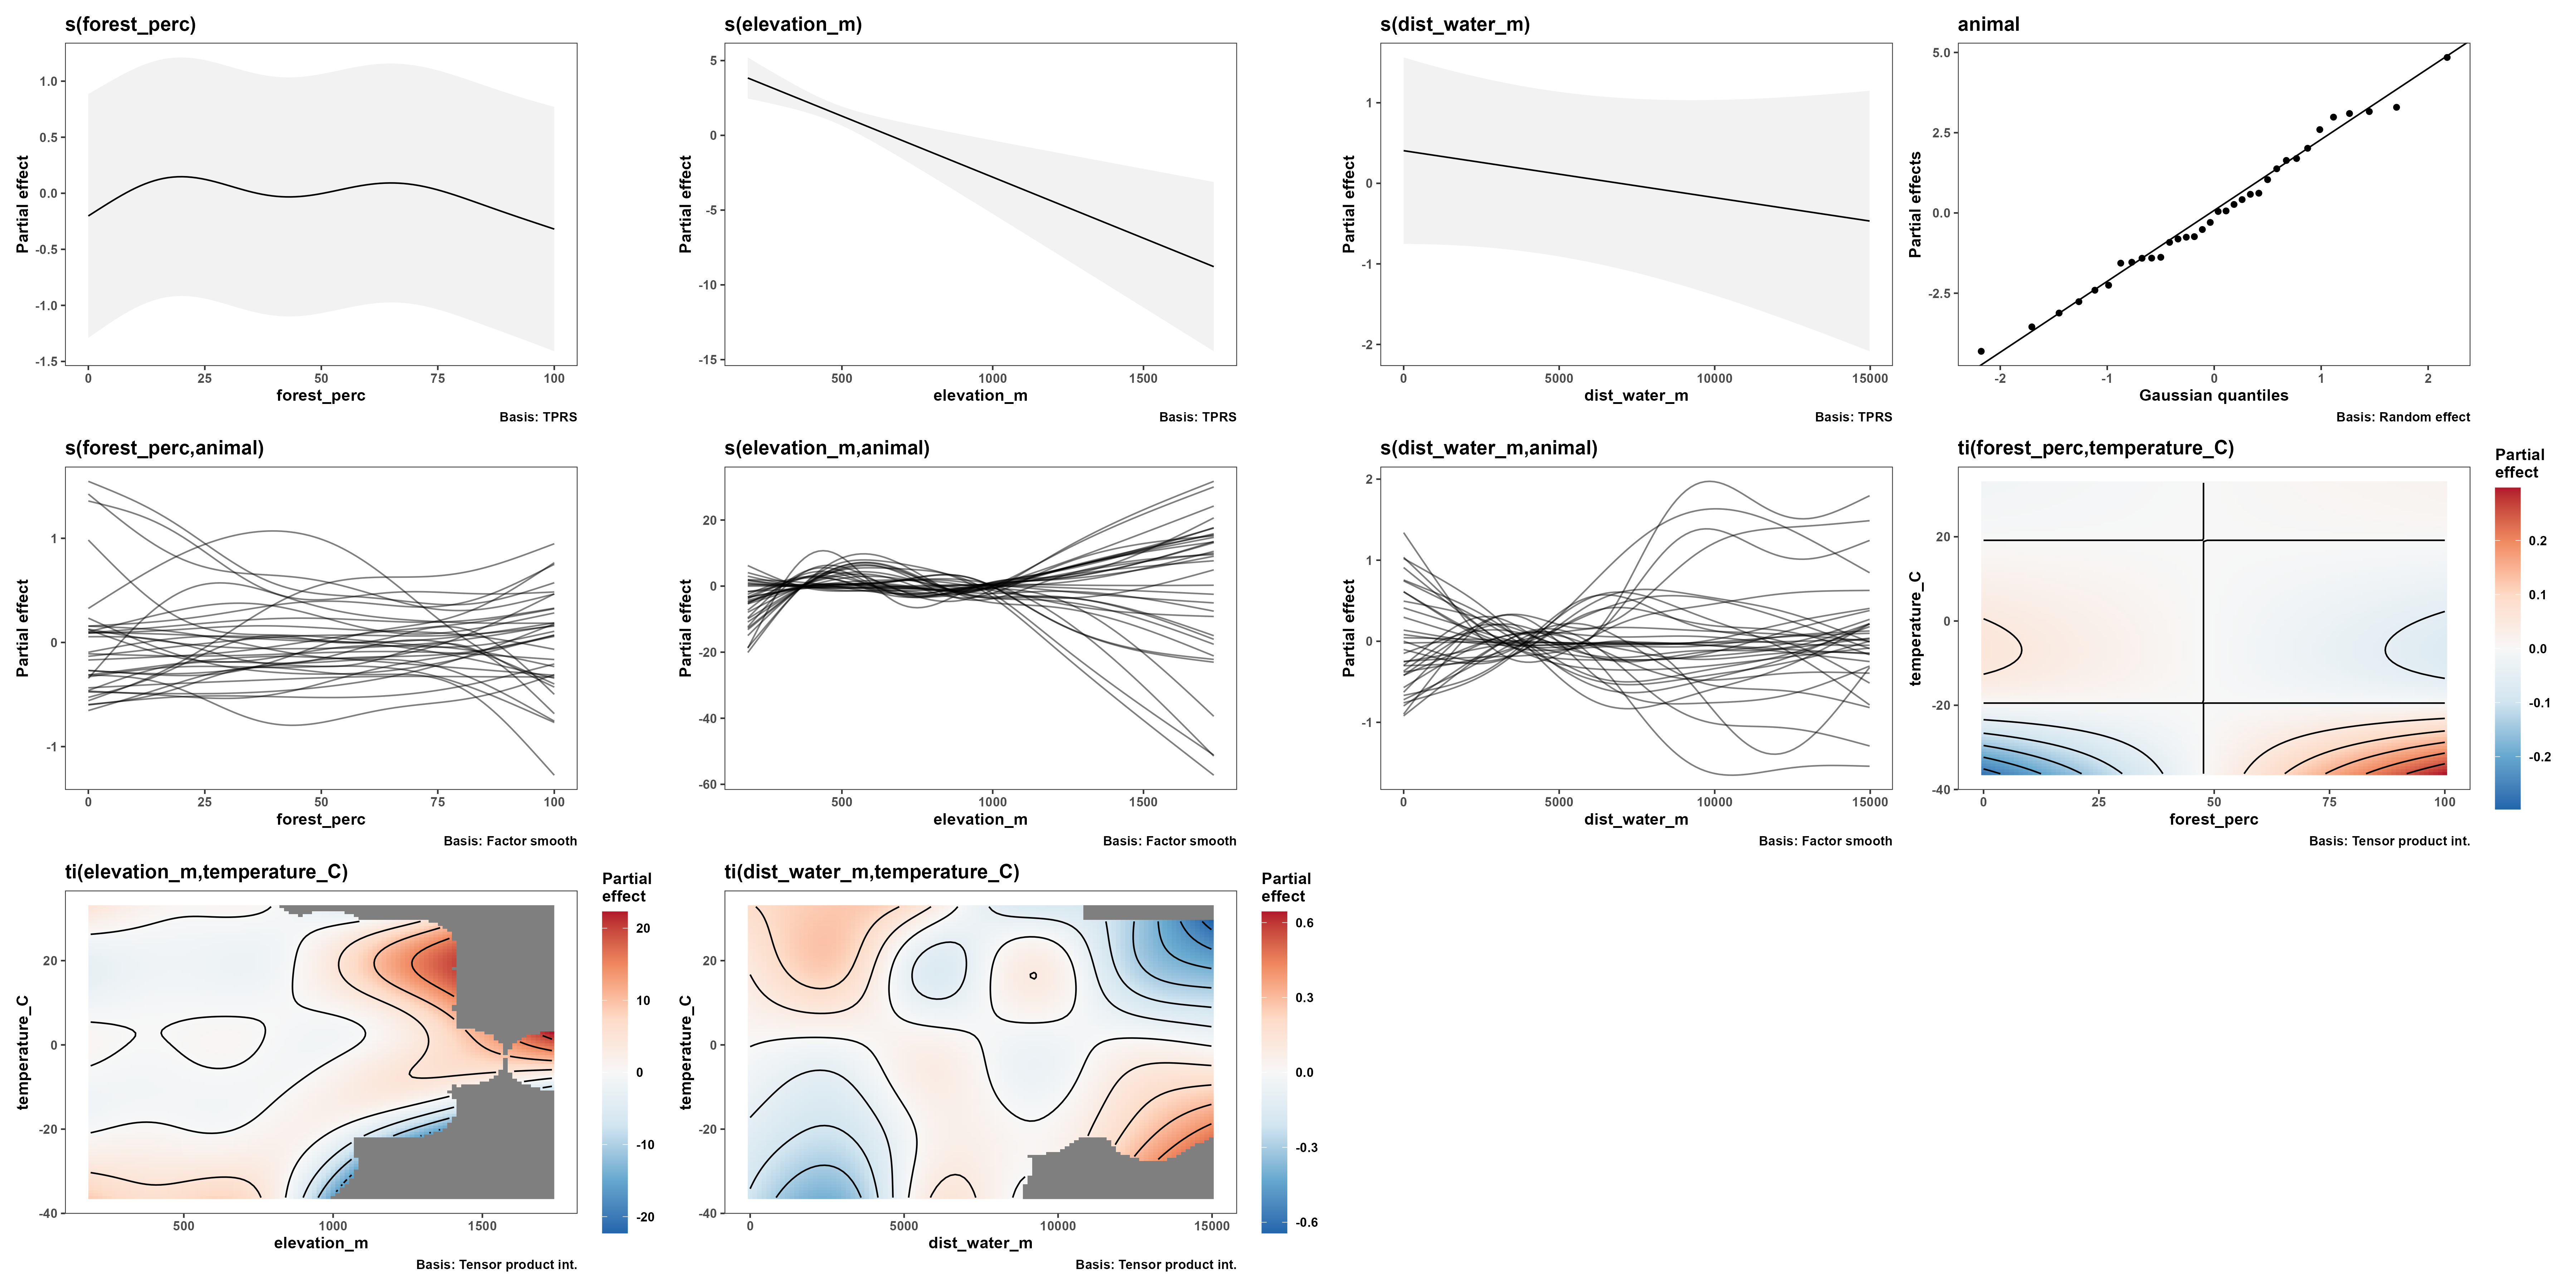 s(forest_perc)
Partial effect
1.0
0.5
0.0
-0.5
-1.0
-1.5
0 25 50 75 100
forest_perc
Basis: TPRS
s(elevation_m)
Partial effect
5
0
-5
-10
-15
500 1000 1500
elevation_m
Basis: TPRS
s(dist_water_m)
Partial effect
1
0
-1
-2
0 5000 10000 15000
dist_water_m
Basis: TPRS
animal
Partial effects
5.0
2.5
0.0
-2.5
-2 -1 0 1 2
Gaussian quantiles
Basis: Random effect
s(forest_perc,animal)
Partial effect
1
0
-1
0 25 50 75 100
forest_perc
Basis: Factor smooth
s(elevation_m,animal)
Partial effect
20
0
-20
-40
-60
500 1000 1500
elevation_m
Basis: Factor smooth
s(dist_water_m,animal)
Partial effect
2
1
0
-1
0 5000 10000 15000
dist_water_m
Basis: Factor smooth
ti(forest_perc,temperature_C)
temperature_C
20
0
-20
-40
0 25 50 75 100
forest_perc
Basis: Tensor product int.
Partial
effect
0.2
0.1
0.0
-0.1
-0.2
ti(elevation_m,temperature_C)
temperature_C
20
0
-20
-40
500 1000 1500
elevation_m
Basis: Tensor product int.
Partial
effect
20
10
0
-10
-20
ti(dist_water_m,temperature_C)
temperature_C
20
0
-20
-40
0 5000 10000 15000
dist_water_m
Basis: Tensor product int.
Partial
effect
0.6
0.3
0.0
-0.3
-0.6